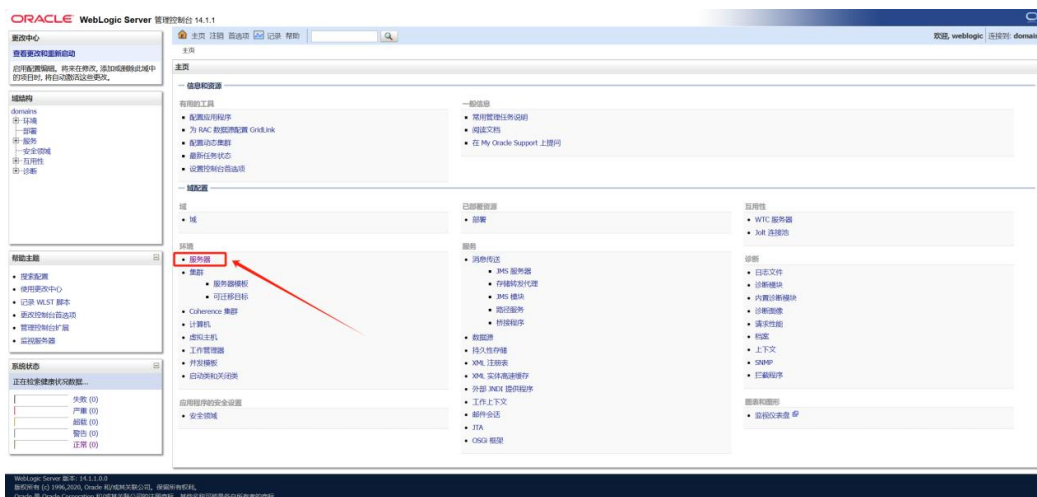 ORACLE WebLogic Server 管理控制台 14.1.1
更改中心
查看更改和重新启动
启用配置编辑。将来在修改, 添加或删除此域中的项目时, 将自动激活这些更改。
域结构
domains
环境
部署
服务
安全领域
互用性
诊断
帮助主题
搜索配置
使用更改中心
记录 WLST 脚本
更改控制台首选项
管理控制台扩展
监视服务器
系统状态
正在检索健康状况数据...
失败 (0)
严重 (0)
超载 (0)
警告 (0)
正常 (0)
主页 注销 首选项 记录 帮助
欢迎, weblogic 连接到: domain
主页
主页
信息和资源
有用的工具
配置应用程序
为 RAC 数据源配置 GridLink
配置动态集群
最新任务状态
设置控制台首选项
一般信息
常用管理任务说明
阅读文档
在 My Oracle Support 上提问
域配置
域
域
环境
服务器
集群
服务器模板
可迁移目标
Coherence 集群
计算机
虚拟主机
工作管理器
并发模板
启动类和关闭类
应用程序的安全设置
安全领域
已部署资源
部署
服务
消息传送
JMS 服务器
存储转发代理
JMS 模块
路径服务
桥接程序
数据源
持久性存储
XML 注册表
XML 实体高速缓存
外部 JNDI 提供程序
工作上下文
邮件会话
JTA
OSGi 框架
互用性
WTC 服务器
Jolt 连接池
诊断
日志文件
诊断模块
内置诊断模块
诊断图像
请求性能
档案
上下文
SNMP
拦截程序
图表和图形
监视仪表盘
WebLogic Server 版本: 14.1.1.0.0
版权所有 (c) 1996,2020, Oracle 和/或其关联公司。保留所有权利。